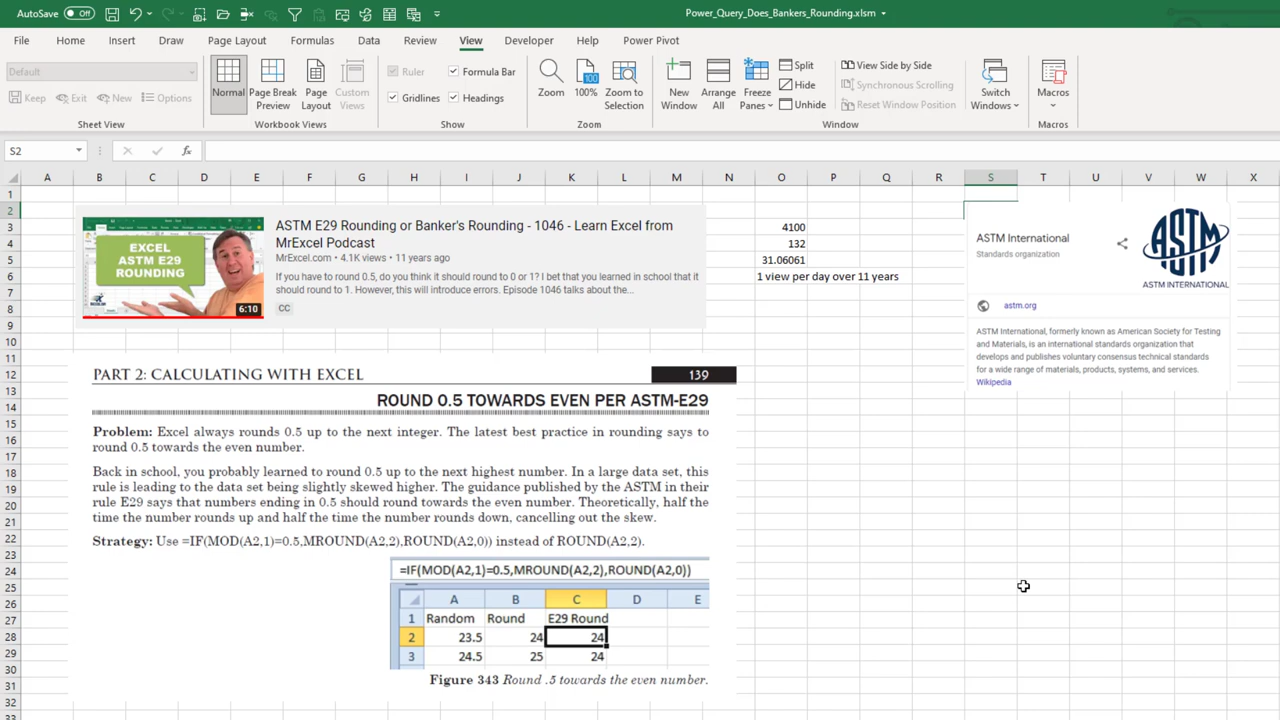 AutoSave Off
Power_Query_Does_Bankers_Rounding.xlsm
File Home Insert Draw Page Layout Formulas Data Review View Developer Help Power Pivot
Default
Keep Exit New Options
Sheet View
Normal
Page Break Preview
Page Layout
Custom Views
Workbook Views
Ruler
Formula Bar
Gridlines
Headings
Show
Zoom
100%
Zoom to Selection
Zoom
New Window
Arrange All
Freeze Panes
Split
Hide
Unhide
View Side by Side
Synchronous Scrolling
Reset Window Position
Window
Switch Windows
Macros
Macros
S2
fx
A B C D E F G H I J K L M N O P Q R S T U V W X
1
2
3
4
5
6
7
8
9
10
11
12
13
14
15
16
17
18
19
20
21
22
23
24
25
26
27
28
29
30
31
32
33
EXCEL
ASTM E29
ROUNDING
6:10
ASTM E29 Rounding or Banker's Rounding - 1046 - Learn Excel from
MrExcel Podcast
MrExcel.com • 4.1K views • 11 years ago
If you have to round 0.5, do you think it should round to 0 or 1? I bet that you learned in school that it
should round to 1. However, this will introduce errors. Episode 1046 talks about the...
CC
4100
132
31.06061
1 view per day over 11 years
ASTM International
Standards organization
ASTM
ASTM INTERNATIONAL
astm.org
ASTM International, formerly known as American Society for Testing
and Materials, is an international standards organization that
develops and publishes voluntary consensus technical standards
for a wide range of materials, products, systems, and services.
Wikipedia
PART 2: CALCULATING WITH EXCEL 139
ROUND 0.5 TOWARDS EVEN PER ASTM-E29
Problem: Excel always rounds 0.5 up to the next integer. The latest best practice in rounding says to
round 0.5 towards the even number.
Back in school, you probably learned to round 0.5 up to the next highest number. In a large data set, this
rule is leading to the data set being slightly skewed higher. The guidance published by the ASTM in their
rule E29 says that numbers ending in 0.5 should round towards the even number. Theoretically, half the
time the number rounds up and half the time the number rounds down, cancelling out the skew.
Strategy: Use =IF(MOD(A2,1)=0.5,MROUND(A2,2),ROUND(A2,0)) instead of ROUND(A2,2).
=IF(MOD(A2,1)=0.5,MROUND(A2,2),ROUND(A2,0))
A B C D E
1 Random Round E29 Round
2 23.5 24 24
3 24.5 25 24
Figure 343 Round .5 towards the even number.